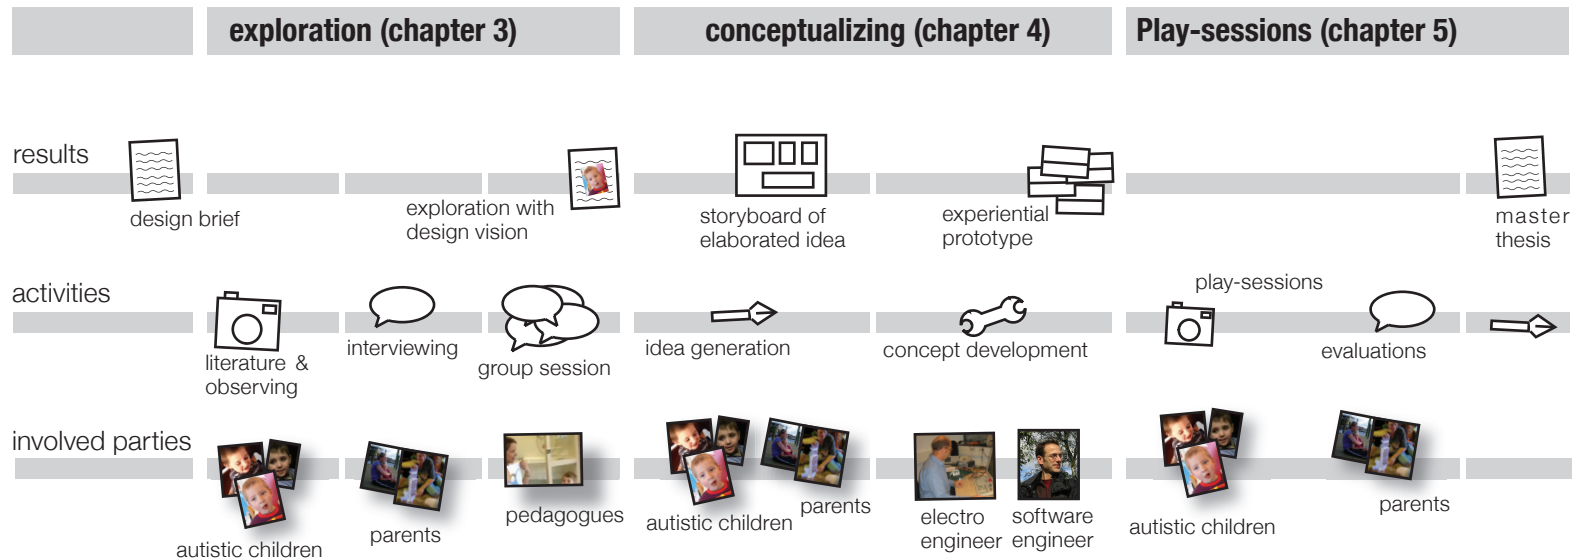 exploration (chapter 3)
conceptualizing (chapter 4)
Play-sessions (chapter 5)
results
design brief
exploration with
design vision
storyboard of
elaborated idea
experiential
prototype
master
thesis
activities
literature &
observing
interviewing
group session
idea generation
concept development
play-sessions
evaluations
involved parties
autistic children
parents
pedagogues
autistic children
parents
electro
engineer
software
engineer
autistic children
parents